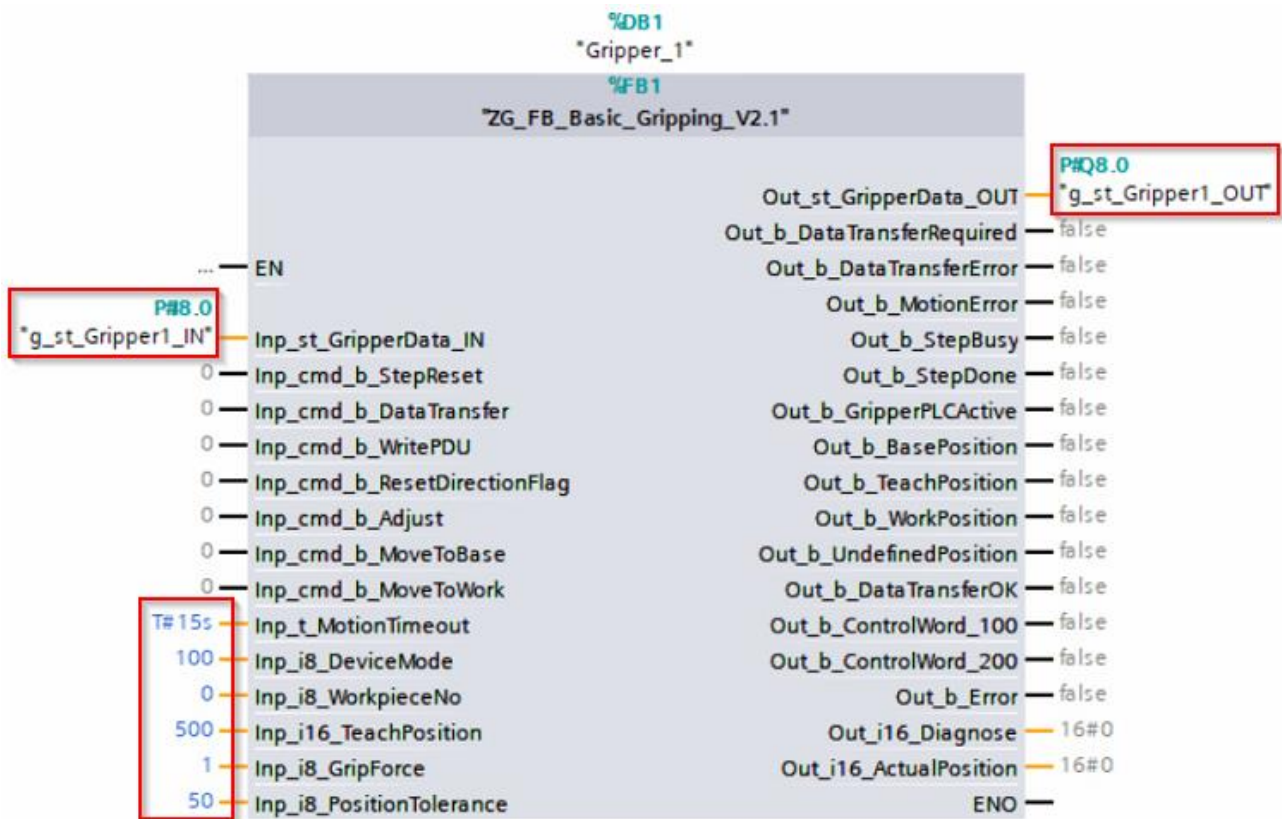 %DB1
"Gripper_1"
%FB1
"ZG_FB_Basic_Gripping_V2.1"
P#Q8.0
Out_st_GripperData_OUT "g_st_Gripper1_OUT"
Out_b_DataTransferRequired false
... EN Out_b_DataTransferError false
P#I8.0 Out_b_MotionError false
"g_st_Gripper1_IN" Inp_st_GripperData_IN Out_b_StepBusy false
0 Inp_cmd_b_StepReset Out_b_StepDone false
0 Inp_cmd_b_DataTransfer Out_b_GripperPLCActive false
0 Inp_cmd_b_WritePDU Out_b_BasePosition false
0 Inp_cmd_b_ResetDirectionFlag Out_b_TeachPosition false
0 Inp_cmd_b_Adjust Out_b_WorkPosition false
0 Inp_cmd_b_MoveToBase Out_b_UndefinedPosition false
0 Inp_cmd_b_MoveToWork Out_b_DataTransferOK false
T#15s Inp_t_MotionTimeout Out_b_ControlWord_100 false
100 Inp_i8_DeviceMode Out_b_ControlWord_200 false
0 Inp_i8_WorkpieceNo Out_b_Error false
500 Inp_i16_TeachPosition Out_i16_Diagnose 16#0
1 Inp_i8_GripForce Out_i16_ActualPosition 16#0
50 Inp_i8_PositionTolerance ENO